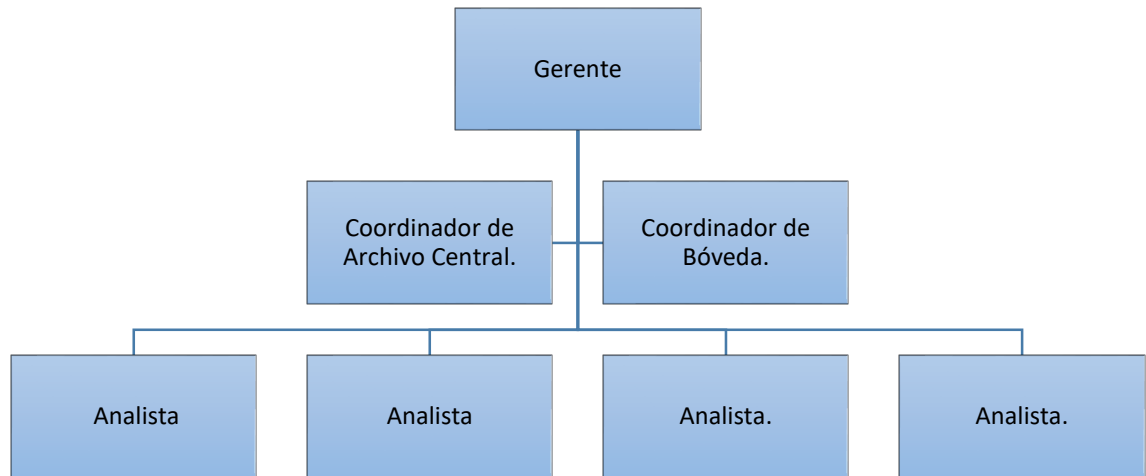 Gerente
Coordinador de
Archivo Central.
Coordinador de
Bóveda.
Analista
Analista
Analista.
Analista.